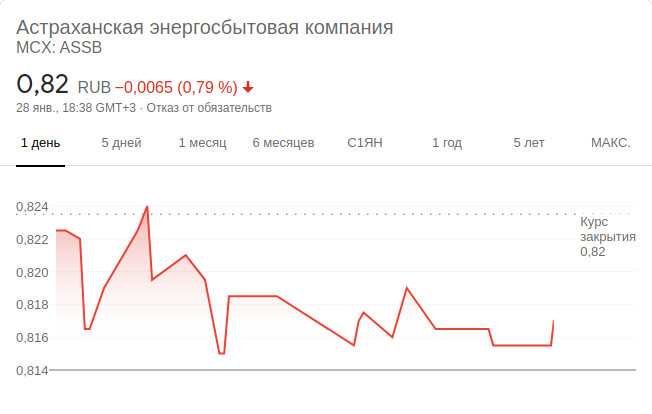 Астраханская энергосбытовая компания
MCX: ASSB
0,82 RUB −0,0065 (0,79 %)
28 янв., 18:38 GMT+3 · Отказ от обязательств
1 день 5 дней 1 месяц 6 месяцев С1ЯН 1 год 5 лет МАКС.
0,824
0,822
0,820
0,818
0,816
0,814
Курс
закрытия
0,82